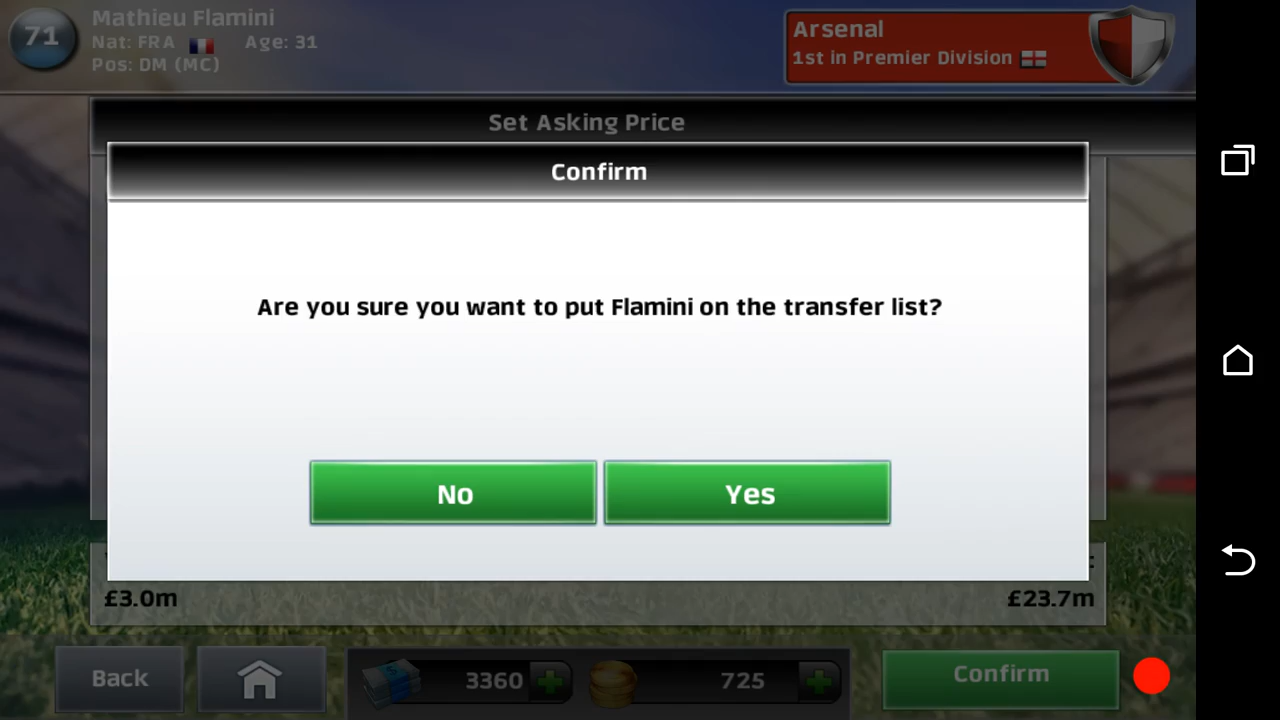 71
Mathieu Flamini
Nat: FRA Age: 31
Pos: DM (MC)
Arsenal
1st in Premier Division
Set Asking Price
Confirm
Are you sure you want to put Flamini on the transfer list?
No Yes
£3.0m £23.7m
Back 3360 725 Confirm